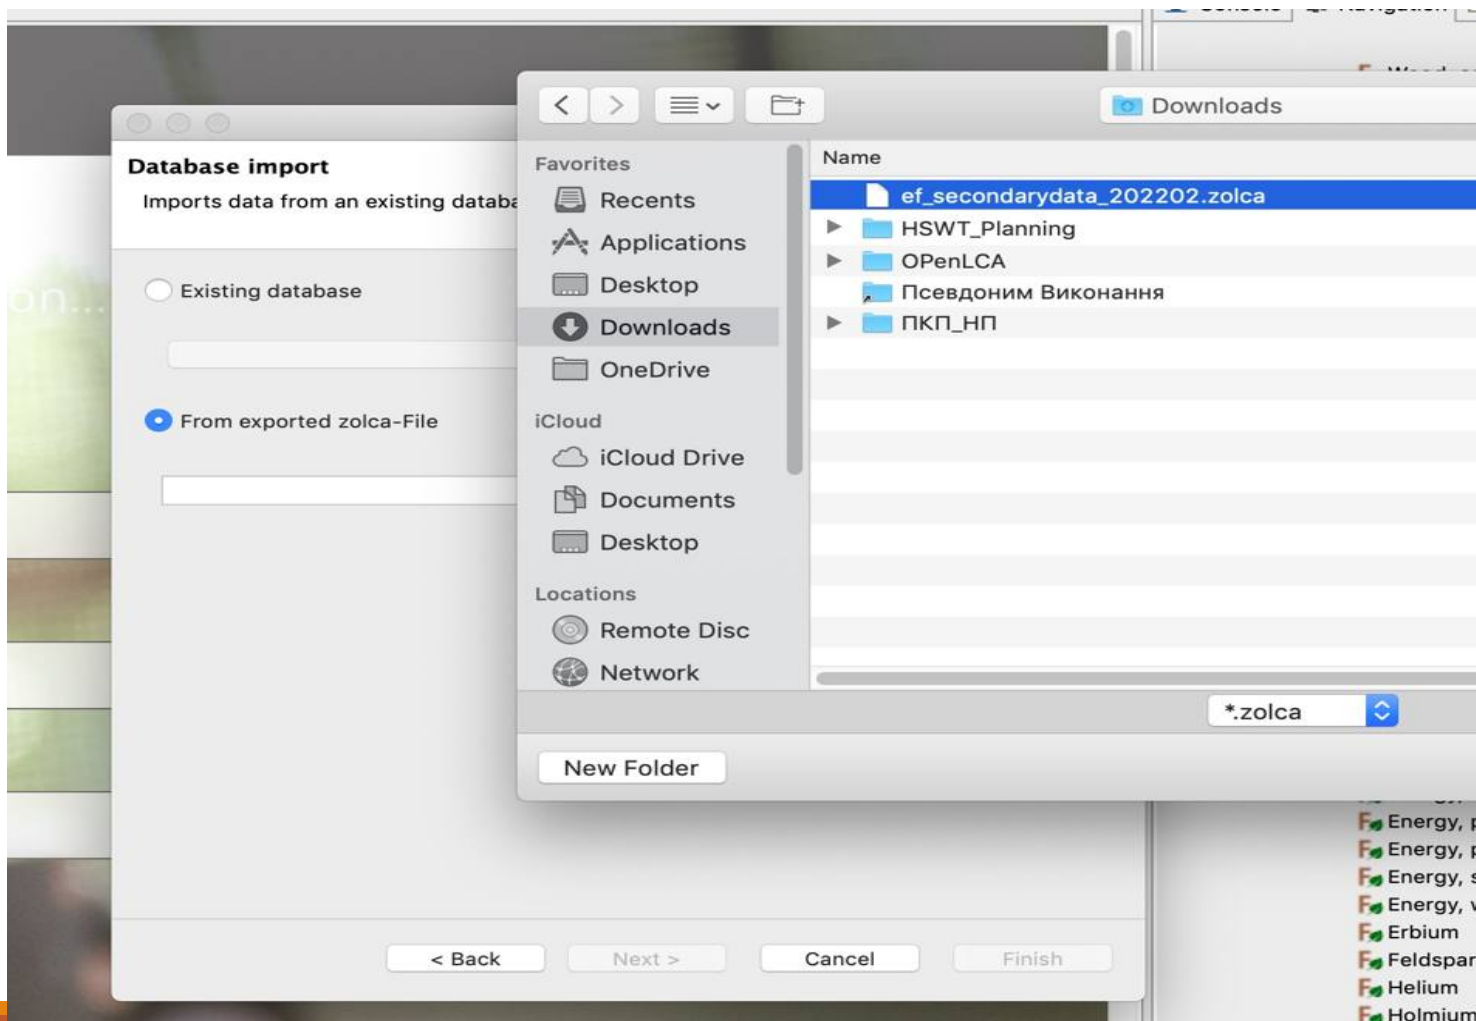 Downloads
Database import
Imports data from an existing databa
Existing database
From exported zolca-File
< Back
Next >
Cancel
Finish
Favorites
Recents
Applications
Desktop
Downloads
OneDrive
iCloud
iCloud Drive
Documents
Desktop
Locations
Remote Disc
Network
Name
ef_secondarydata_202202.zolca
HSWT_Planning
OPenLCA
Псевдоним Виконання
ПКП_НП
*.zolca
New Folder
on...
Energy, p
Energy, p
Energy, s
Energy, w
Erbium
Feldspar
Helium
Holmium